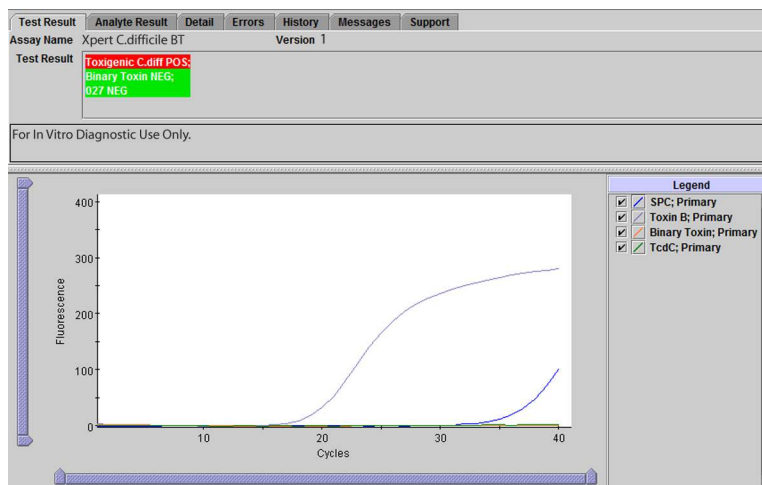 Test Result Analyte Result Detail Errors History Messages Support
Assay Name Xpert C.difficile BT Version 1
Test Result
Toxigenic C.diff POS;
Binary Toxin NEG;
027 NEG
For In Vitro Diagnostic Use Only.
400
300
200
100
0
Fluorescence
10 20 30 40
Cycles
Legend
SPC; Primary
Toxin B; Primary
Binary Toxin; Primary
TcdC; Primary